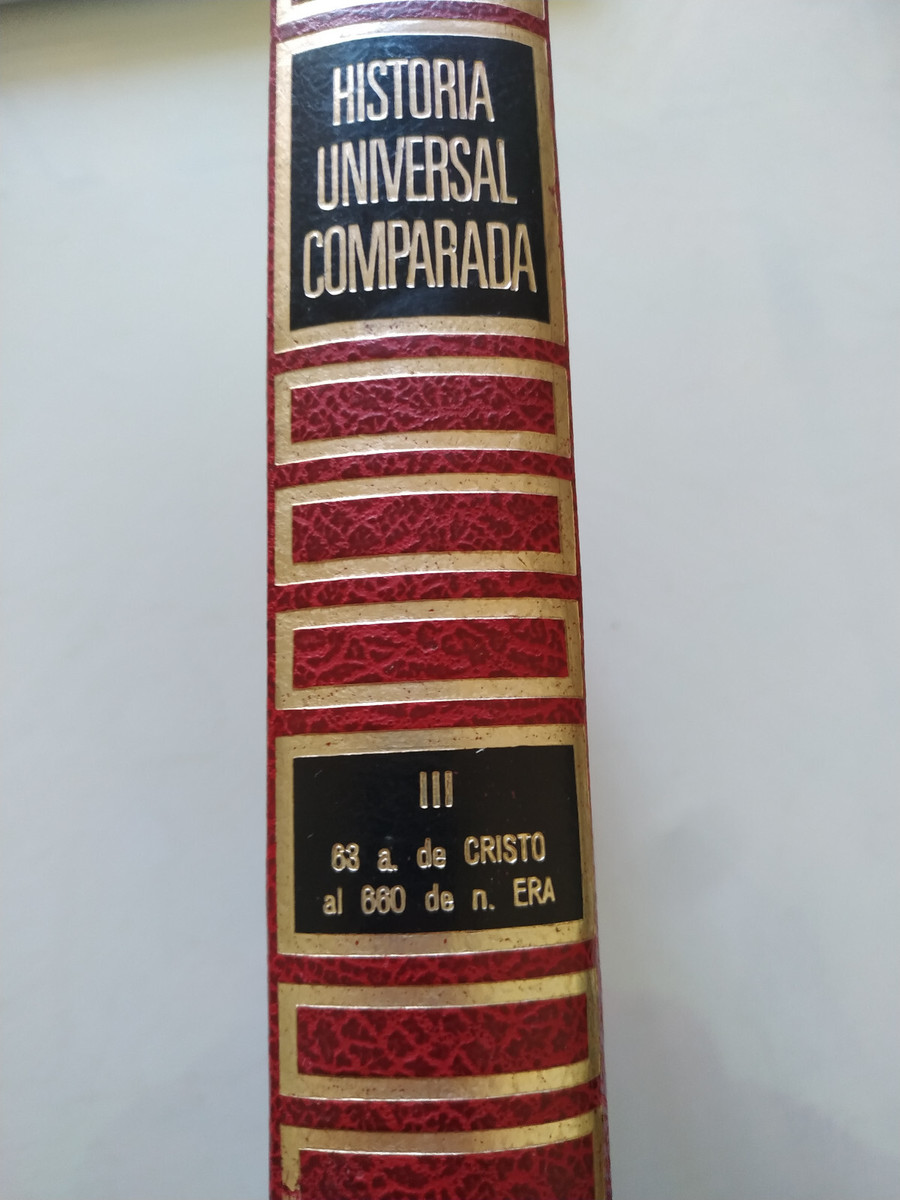 HISTORIA
UNIVERSAL
COMPARADA
III
63 a. de CRISTO
al 660 de n. ERA